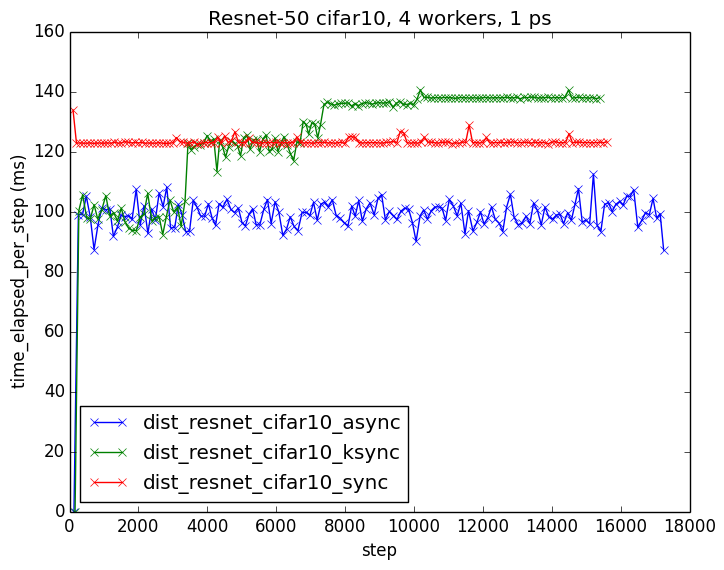 Resnet-50 cifar10, 4 workers, 1 ps
160
140
120
100
80
60
40
20
0
time_elapsed_per_step (ms)
dist_resnet_cifar10_async
dist_resnet_cifar10_ksync
dist_resnet_cifar10_sync
0 2000 4000 6000 8000 10000 12000 14000 16000 18000
step